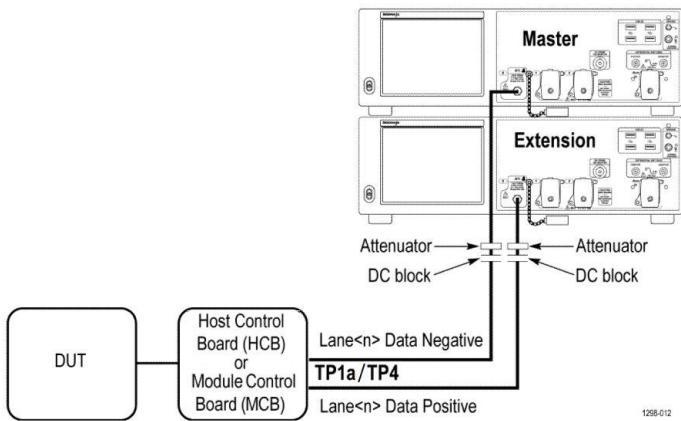 Master
Extension
Attenuator
Attenuator
DC block
DC block
DUT
Host Control
Board (HCB)
or
Module Control
Board (MCB)
Lane<n> Data Negative
TP1a/TP4
Lane<n> Data Positive
1298-012